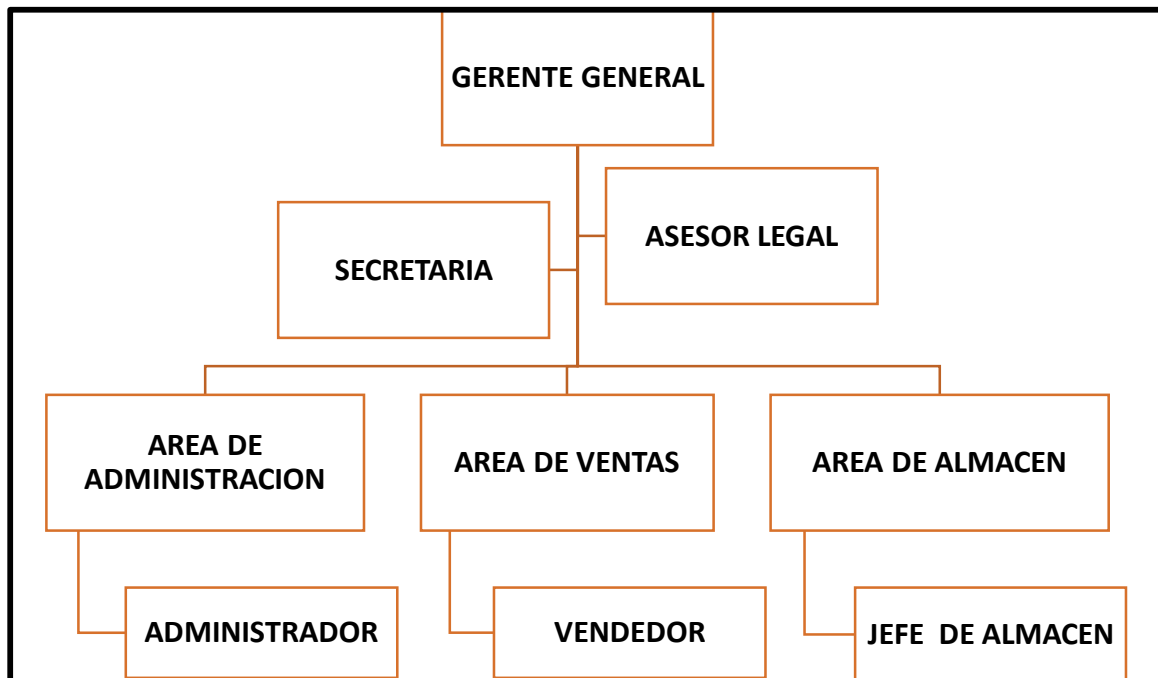 GERENTE GENERAL
ASESOR LEGAL
SECRETARIA
AREA DE
ADMINISTRACION
AREA DE VENTAS
AREA DE ALMACEN
ADMINISTRADOR
VENDEDOR
JEFE  DE ALMACEN